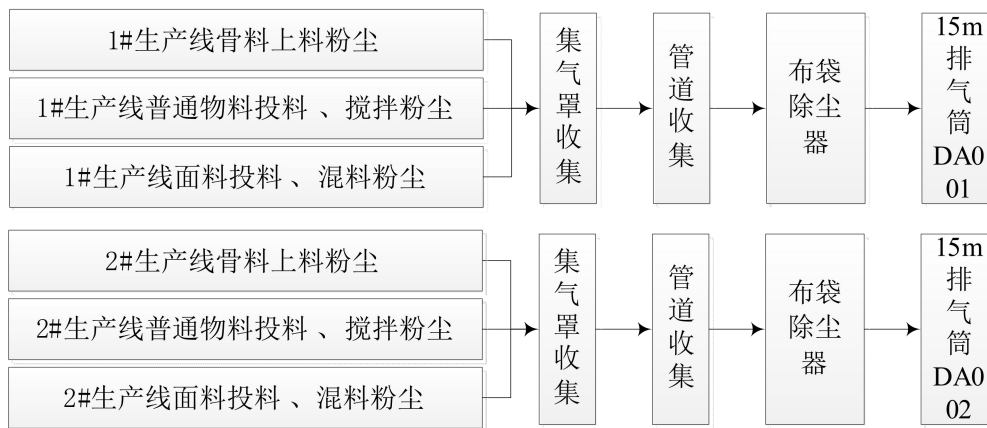 1#生产线骨料上料粉尘
1#生产线普通物料投料、搅拌粉尘
1#生产线面料投料、混料粉尘
集
气
罩
收
集
管
道
收
集
布袋
除尘
器
15m
排
气
筒
DA0
01
2#生产线骨料上料粉尘
2#生产线普通物料投料、搅拌粉尘
2#生产线面料投料、混料粉尘
集
气
罩
收
集
管
道
收
集
布袋
除尘
器
15m
排
气
筒
DA0
02